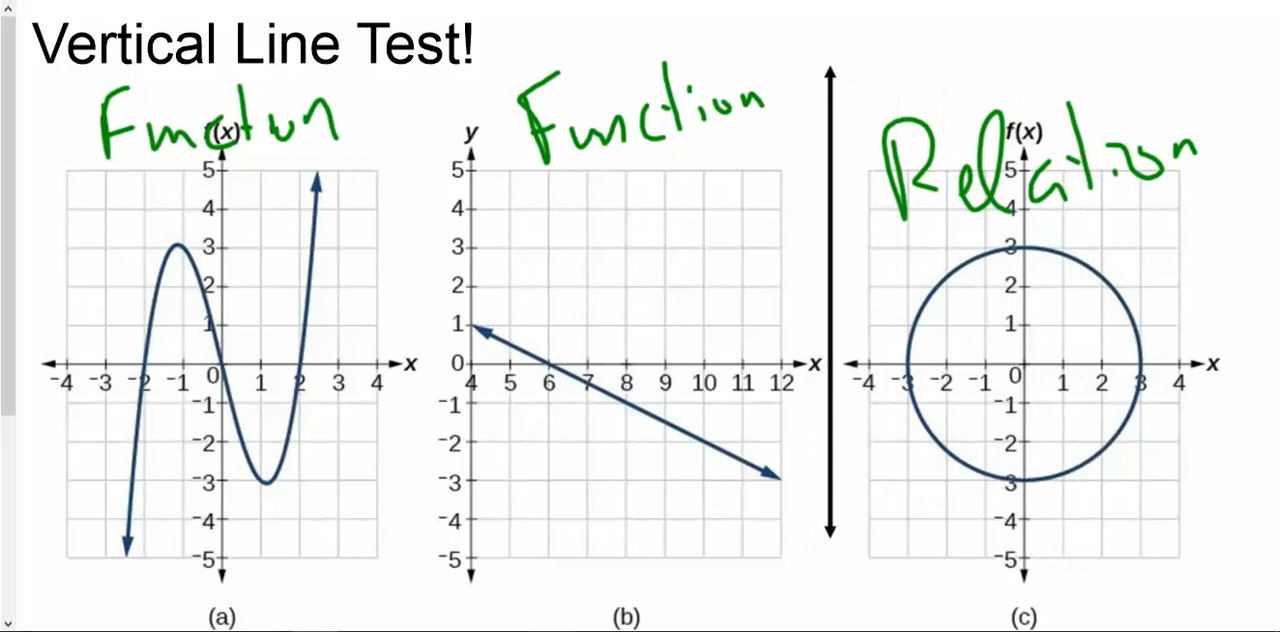 Vertical Line Test!
Function Function Relation
f(x) y f(x)
5 5 5
4 4 4
3 3 3
2 2 2
1 1 1
-4 -3 -2 -1 0 1 2 3 4 x 0 4 5 6 7 8 9 10 11 12 x -4 -3 -2 -1 0 1 2 3 4 x
-1 -1 -1
-2 -2 -2
-3 -3 -3
-4 -4 -4
-5 -5 -5
(a) (b) (c)